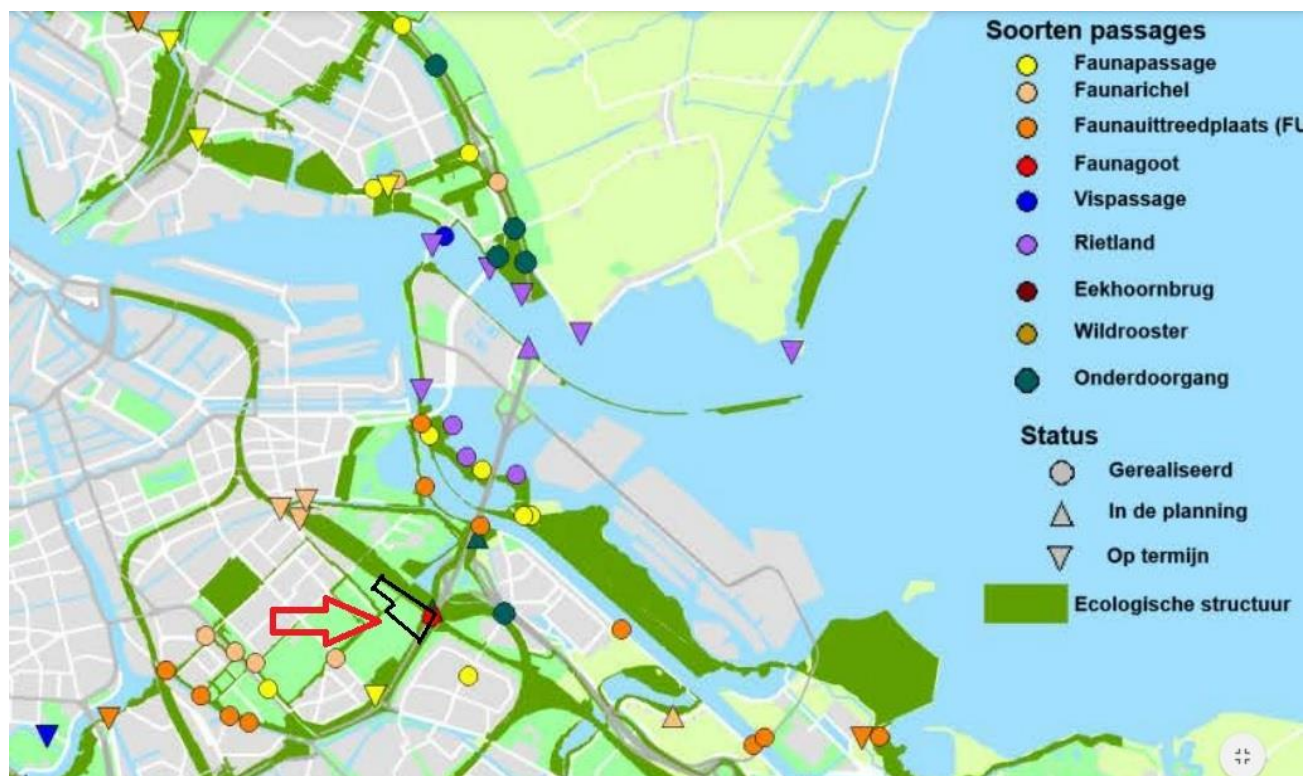 Soorten passages
Faunapassage
Faunarichel
Faunauittreedplaats (FU
Faunagoot
Vispassage
Rietland
Eekhoornbrug
Wildrooster
Onderdoorgang
Status
Gerealiseerd
In de planning
Op termijn
Ecologische structuur